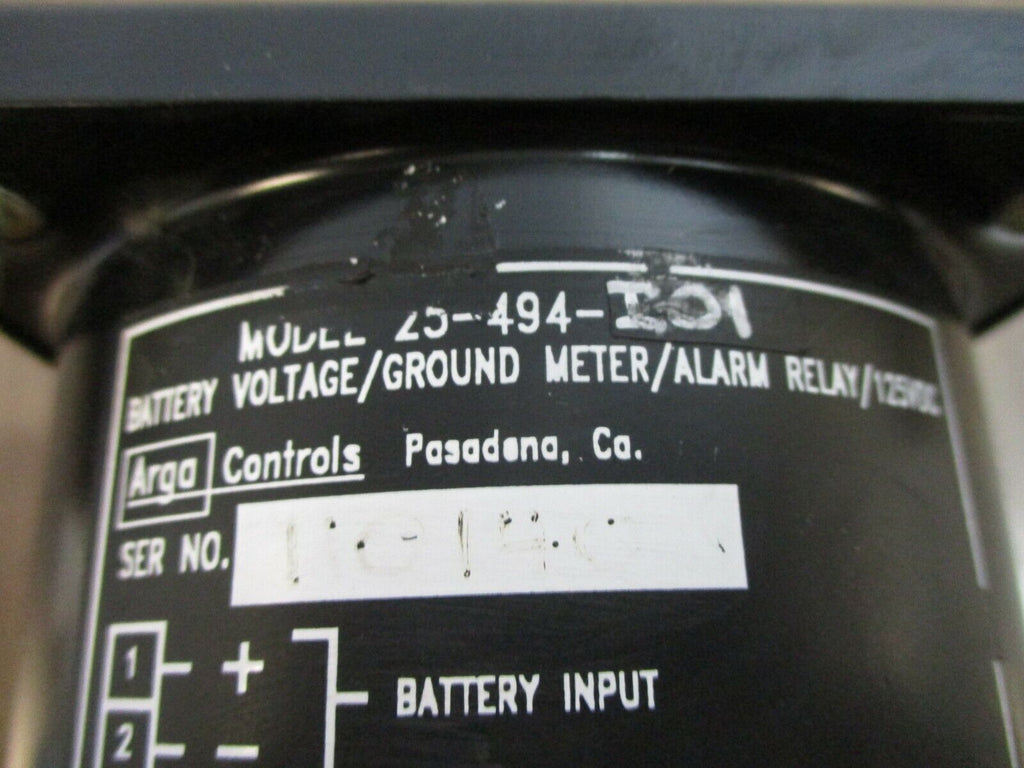 MODEL 25-494-I01
BATTERY VOLTAGE/GROUND METER/ALARM RELAY/125VDC
Arga Controls Pasadena, Ca.
SER NO.
1 + BATTERY INPUT
2 −